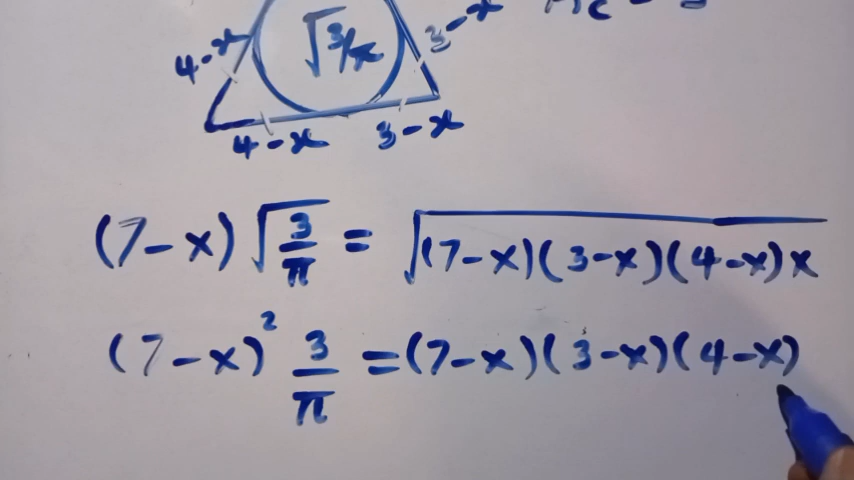 4-x
√3/π
3-x
4-x
3-x
(7-x)√3/π = √(7-x)(3-x)(4-x)x
(7-x)² 3/π = (7-x)(3-x)(4-x)